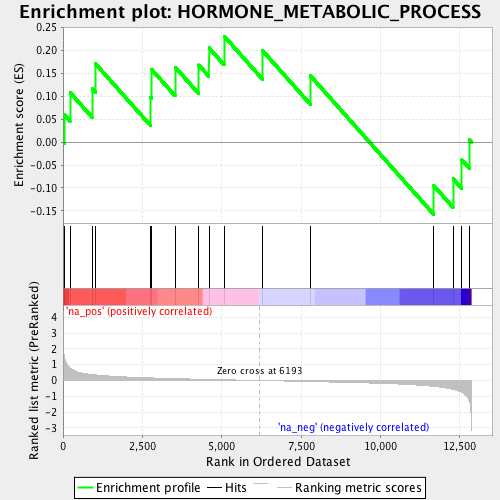 Enrichment plot: HORMONE_METABOLIC_PROCESS
Enrichment score (ES)
0.25
0.20
0.15
0.10
0.05
0.00
-0.05
-0.10
-0.15
'na_pos' (positively correlated)
Ranked list metric (PreRanked)
4
3
2
1
0
-1
-2
-3
Zero cross at 6193
'na_neg' (negatively correlated)
0
2,500
5,000
7,500
10,000
12,500
Rank in Ordered Dataset
Enrichment profile
Hits
Ranking metric scores